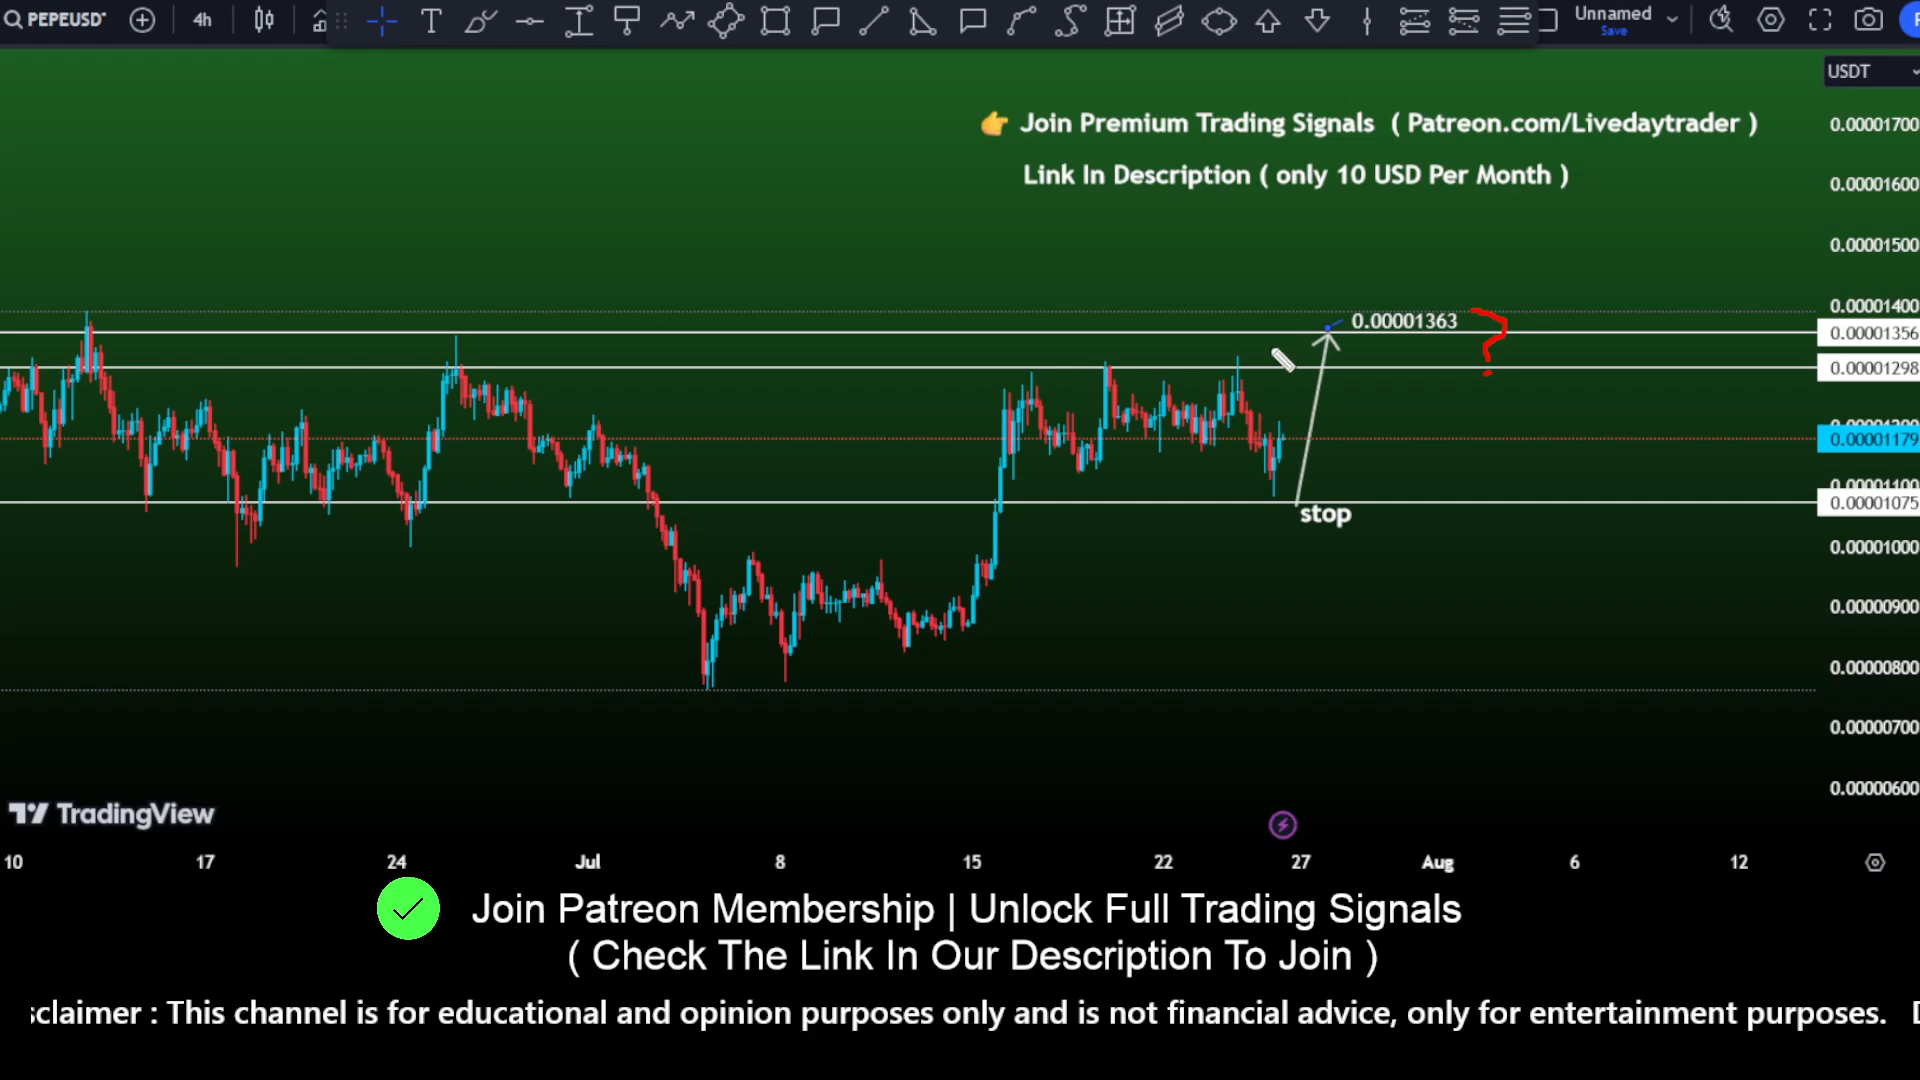 PEPEUSD
4h
T
Unnamed
Save
USDT
👉 Join Premium Trading Signals ( Patreon.com/Livedaytrader )
Link In Description ( only 10 USD Per Month )
0.00001700
0.00001600
0.00001500
0.00001400
0.00001363
?
0.00001356
0.00001298
0.00001179
0.00001100
0.00001075
stop
0.00001000
0.00000900
0.00000800
0.00000700
0.00000600
TradingView
10 17 24 Jul 8 15 22 27 Aug 6 12
Join Patreon Membership | Unlock Full Trading Signals
( Check The Link In Our Description To Join )
sclaimer : This channel is for educational and opinion purposes only and is not financial advice, only for entertainment purposes.